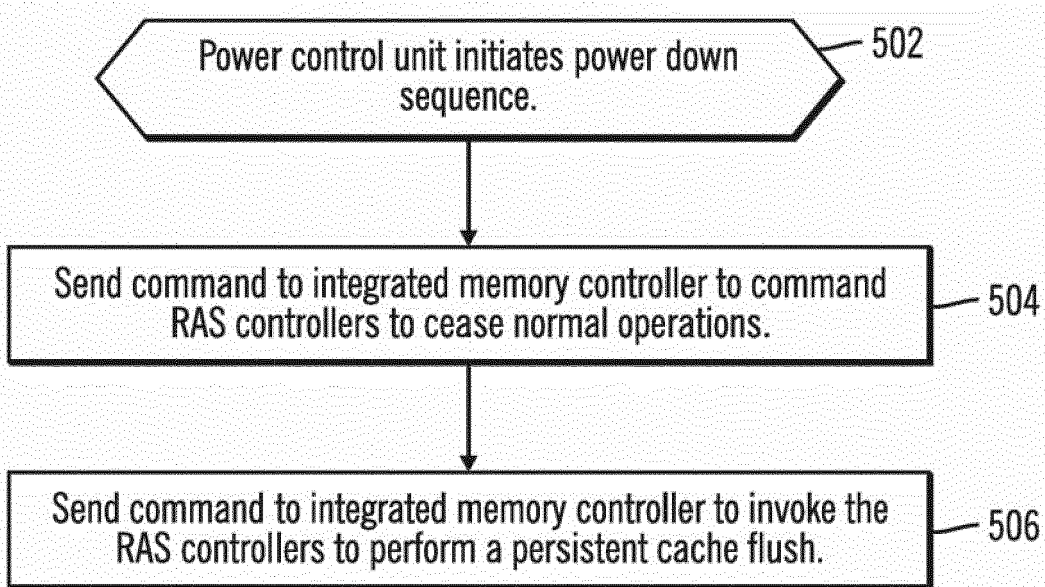 Power control unit initiates power down
sequence.
502
Send command to integrated memory controller to command
RAS controllers to cease normal operations.
504
Send command to integrated memory controller to invoke the
RAS controllers to perform a persistent cache flush.
506